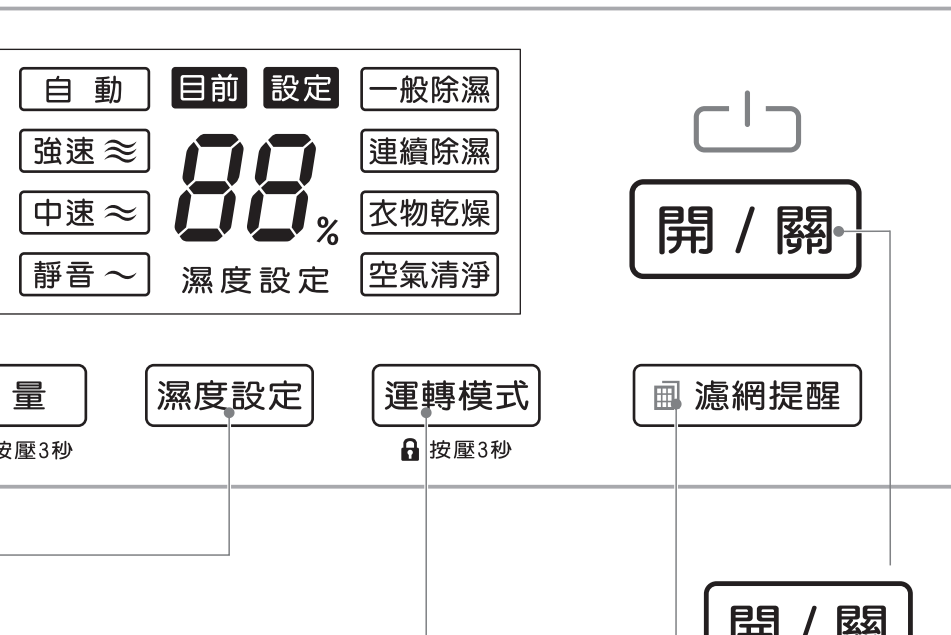 自動 目前 設定 一般除濕
強速 連續除濕
88%
中速 衣物乾燥
靜音 濕度設定 空氣清淨
開 / 關
量 濕度設定 運轉模式 濾網提醒
按壓3秒 按壓3秒
開 / 關